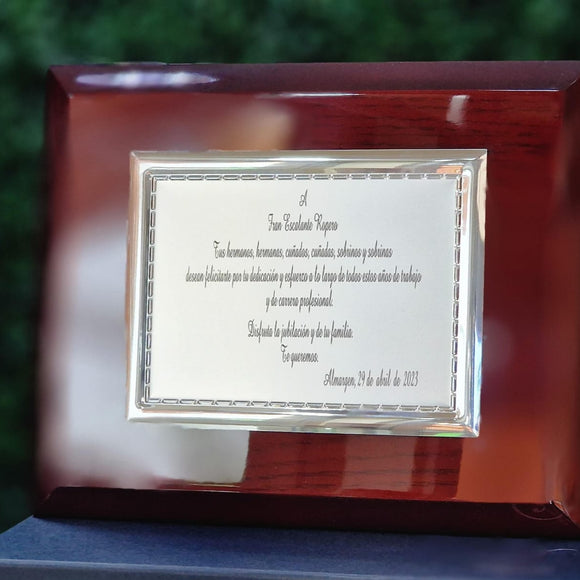 A
Fran Escalante Ropero
Tus hermanos, hermanas, cuñados, cuñadas, sobrinos y sobrinas
desean felicitarte por tu dedicación y esfuerzo a lo largo de todos estos años de trabajo
y de carrera profesional.
Disfruta la jubilación y de tu familia.
Te queremos.
Almargen, 29 de abril de 2023